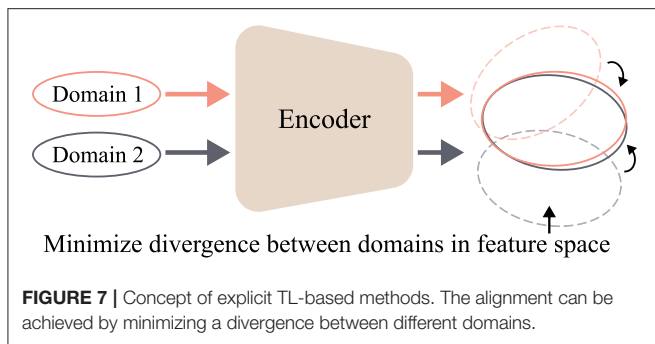 Domain 1
Encoder
Domain 2
Minimize divergence between domains in feature space
FIGURE 7 | Concept of explicit TL-based methods. The alignment can be
achieved by minimizing a divergence between different domains.